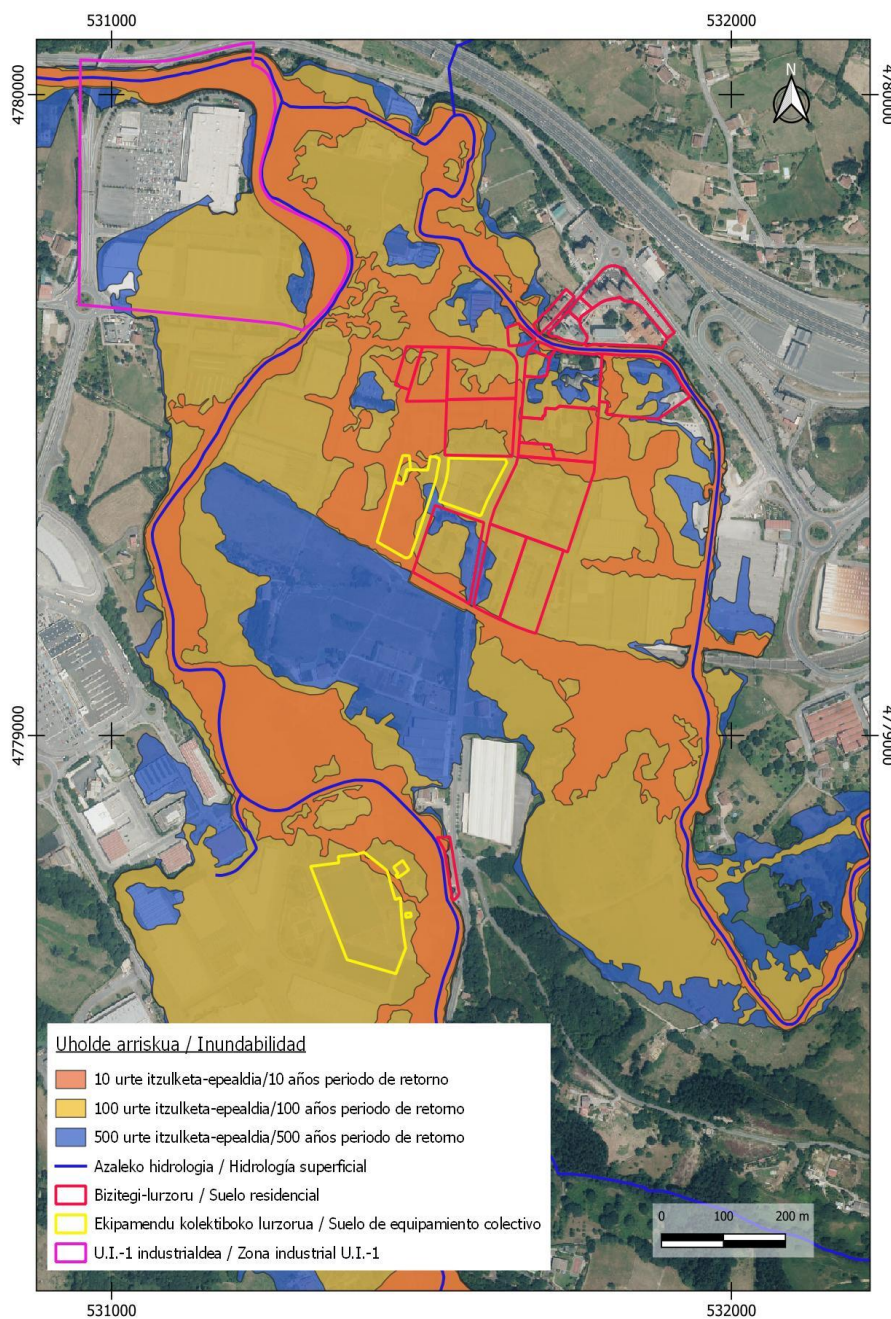 531000
532000
4780000
4780000
N
4779000
4779000
Uholde arriskua / Inundabilidad
10 urte itzulketa-epealdia/10 años periodo de retorno
100 urte itzulketa-epealdia/100 años periodo de retorno
500 urte itzulketa-epealdia/500 años periodo de retorno
Azaleko hidrologia / Hidrología superficial
Bizitegi-lurzoru / Suelo residencial
Ekipamendu kolektiboko lurzorua / Suelo de equipamiento colectivo
U.I.-1 industrialdea / Zona industrial U.I.-1
0 100 200 m
531000
532000